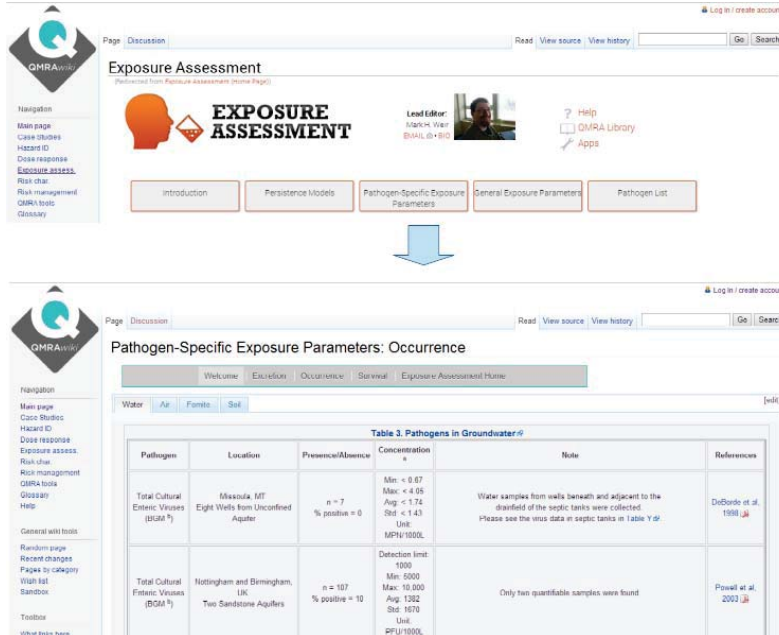 Log in / create account
Page Discussion
Read View source View history
Go Search
QMRAwiki
Exposure Assessment
(Redirected from Exposure Assessment (Home Page))
EXPOSURE
ASSESSMENT
Lead Editor:
Mark H. Weir
EMAIL • BIO
? Help
QMRA Library
Apps
Navigation
Main page
Case Studies
Hazard ID
Dose response
Exposure assess.
Risk char.
Risk management
QMRA tools
Glossary
Introduction
Persistence Models
Pathogen-Specific Exposure
Parameters
General Exposure Parameters
Pathogen List
Log in / create accou
Page Discussion
Read View source View history
Go Searc
QMRAwiki
Pathogen-Specific Exposure Parameters: Occurrence
Welcome Excretion Occurrence Survival Exposure Assessment Home
Water Air Fomite Soil
[edit
Navigation
Main page
Case Studies
Hazard ID
Dose response
Exposure assess.
Risk char.
Risk management
QMRA tools
Glossary
Help
General wiki tools
Random page
Recent changes
Pages by category
Wish list
Sandbox
Toolbox
What links here
Table 3. Pathogens in Groundwater
Pathogen
Location
Presence/Absence
Concentration
a
Note
References
Total Cultural
Enteric Viruses
(BGM b)
Missoula, MT
Eight Wells from Unconfined
Aquifer
n = 7
% positive = 0
Min: < 0.67
Max: < 4.05
Avg: < 1.74
Std: < 1.43
Unit:
MPN/1000L
Water samples from wells beneath and adjacent to the
drainfield of the septic tanks were collected.
Please see the virus data in septic tanks in Table Y
DeBorde et al,
1998
Total Cultural
Enteric Viruses
(BGM b)
Nottingham and Birmingham,
UK
Two Sandstone Aquifers
n = 107
% positive = 10
Detection limit:
1000
Min: 5000
Max: 10,000
Avg: 1382
Std: 1670
Unit:
PFU/1000L
Only two quantifiable samples were found
Powell et al,
2003